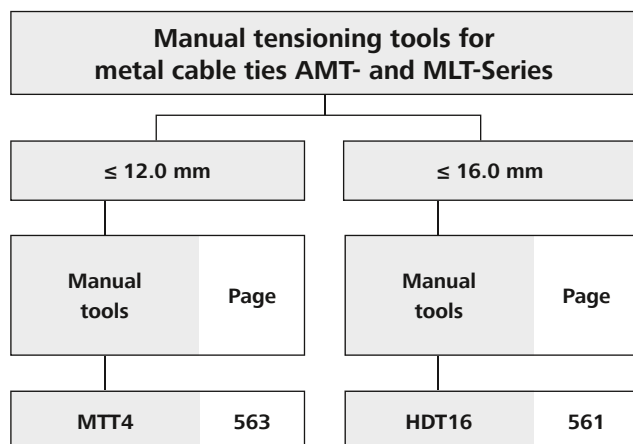 Manual tensioning tools for
metal cable ties AMT- and MLT-Series
≤ 12.0 mm
≤ 16.0 mm
Manual
tools
Page
Manual
tools
Page
MTT4
563
HDT16
561